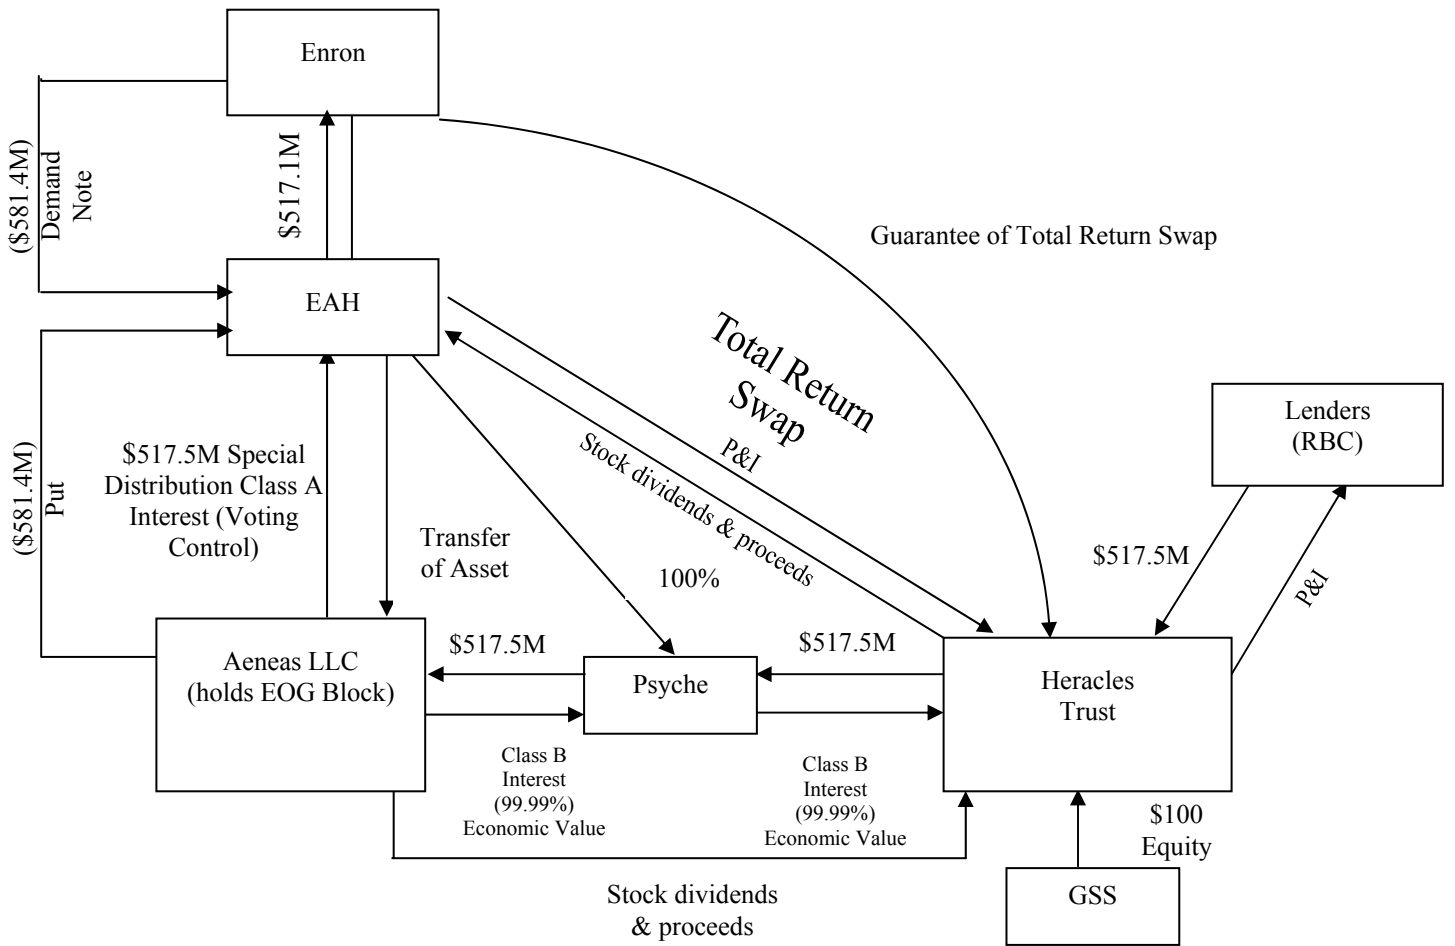 Enron
($581.4M)
Demand
Note
$517.1M
Guarantee of Total Return Swap
EAH
Total Return
Swap
P&I
Stock dividends & proceeds
Lenders
(RBC)
($581.4M)
Put
$517.5M Special
Distribution Class A
Interest (Voting
Control)
Transfer
of Asset
100%
$517.5M
P&I
$517.5M
$517.5M
Aeneas LLC
(holds EOG Block)
Psyche
Heracles
Trust
Class B
Interest
(99.99%)
Economic Value
Class B
Interest
(99.99%)
Economic Value
$100
Equity
GSS
Stock dividends
& proceeds